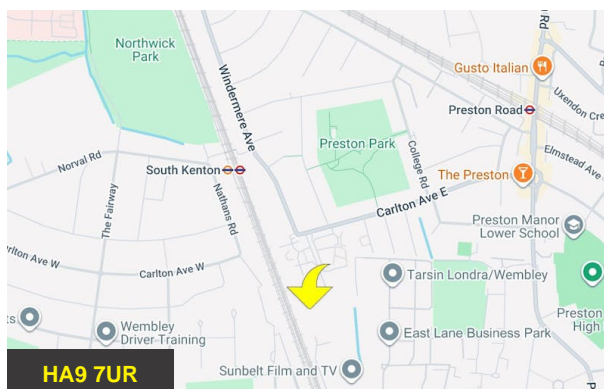 Northwick
Park
Windermere Ave
Gusto Italian
Uxendon Cre
Preston Road
Preston Park
College Rd
Elmstead Ave
The Preston
Norval Rd
South Kenton
Nathans Rd
The Fairway
Carlton Ave E
Preston Manor
Lower School
rlton Ave W
Carlton Ave W
Tarsin Londra/Wembley
Preston
High
ts
Wembley
Driver Training
East Lane Business Park
Sunbelt Film and TV
HA9 7UR